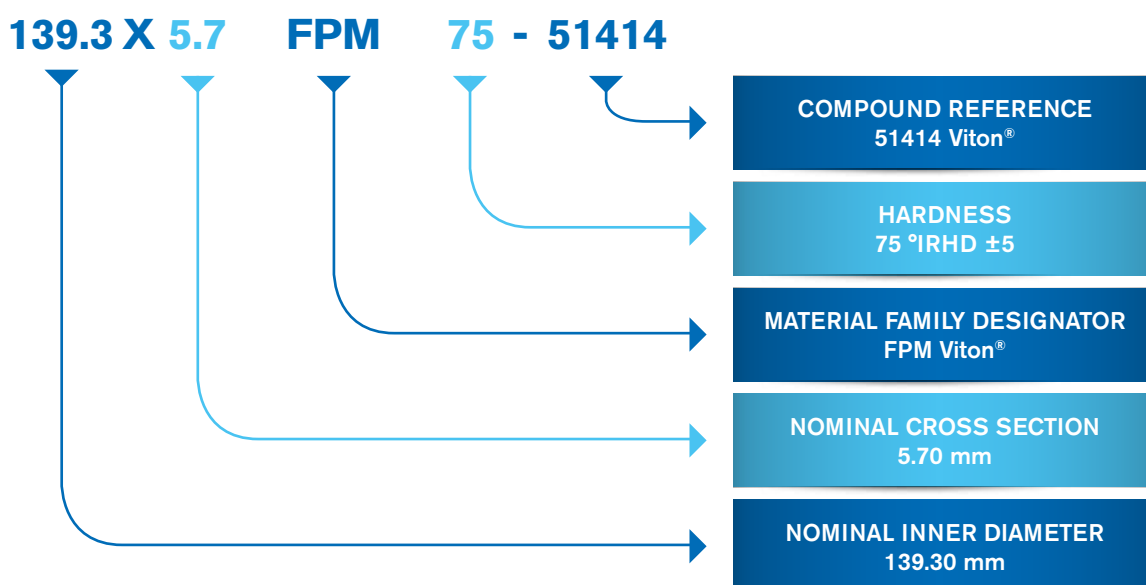 139.3 X 5.7 FPM 75 - 51414
COMPOUND REFERENCE
51414 Viton®
HARDNESS
75 °IRHD ±5
MATERIAL FAMILY DESIGNATOR
FPM Viton®
NOMINAL CROSS SECTION
5.70 mm
NOMINAL INNER DIAMETER
139.30 mm